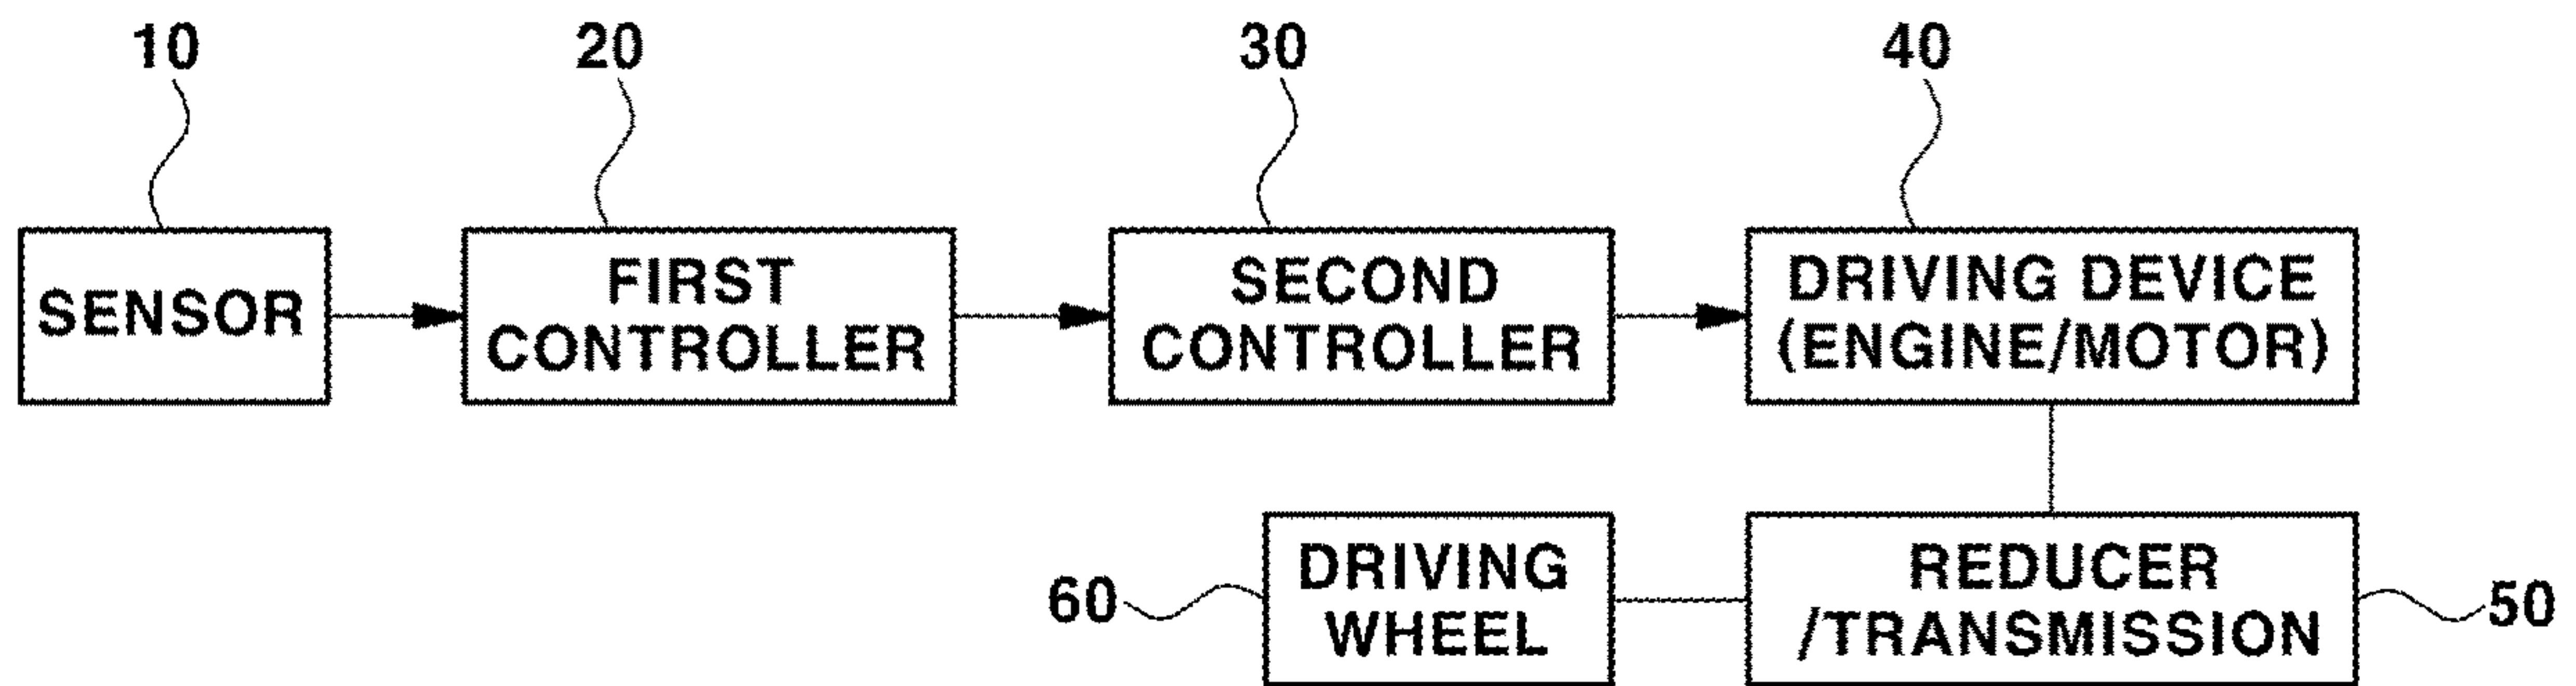 10
20
30
40
SENSOR
FIRST
CONTROLLER
SECOND
CONTROLLER
DRIVING DEVICE
(ENGINE/MOTOR)
60
DRIVING
WHEEL
REDUCER
/TRANSMISSION
50